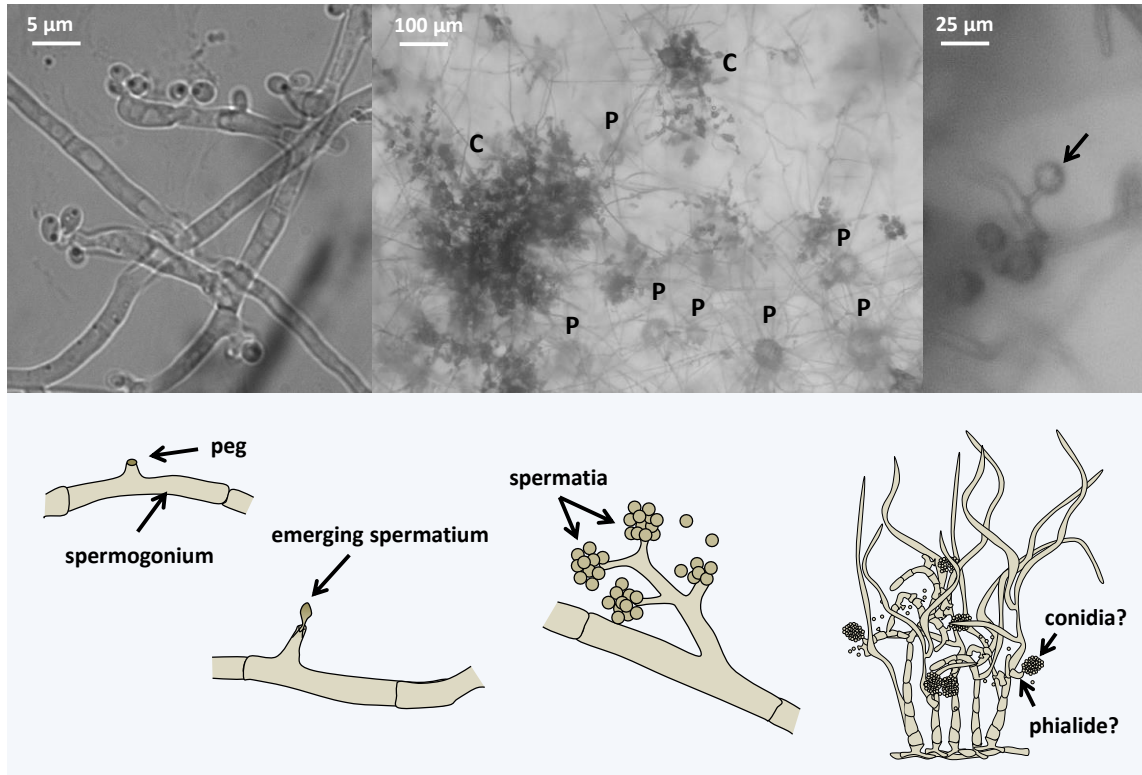 5 μm
100 μm
25 μm
C
P
C
P
P
P
P
P
P
peg
spermogonium
emerging spermatium
spermatia
conidia?
phialide?